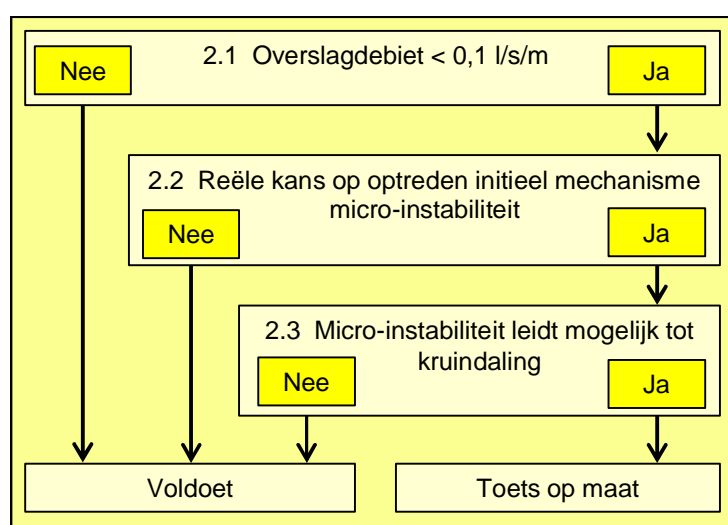 2.1 Overslagdebiet < 0,1 l/s/m
Nee
Ja
2.2 Reële kans op optreden initieel mechanisme
micro-instabiliteit
Nee
Ja
2.3 Micro-instabiliteit leidt mogelijk tot
kruindaling
Nee
Ja
Voldoet
Toets op maat